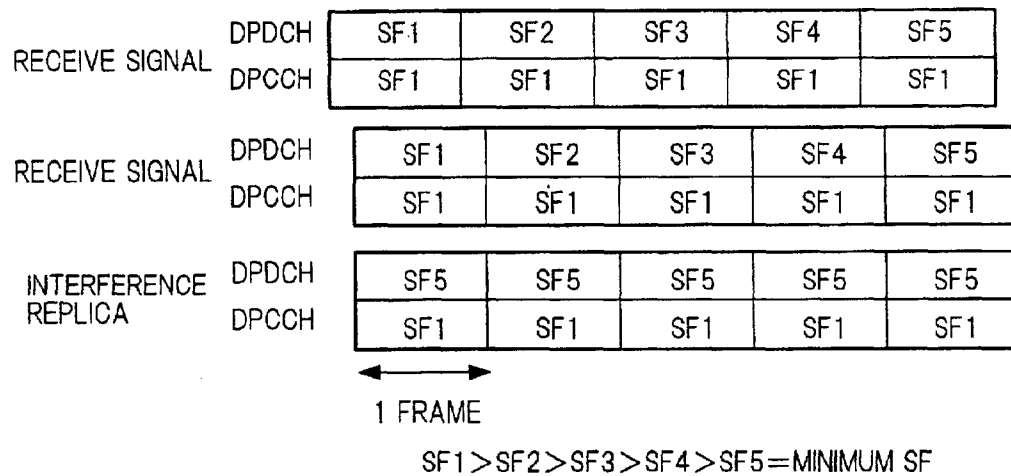 RECEIVE SIGNAL DPDCH SF1 SF2 SF3 SF4 SF5
DPCCH SF1 SF1 SF1 SF1 SF1
RECEIVE SIGNAL DPDCH SF1 SF2 SF3 SF4 SF5
DPCCH SF1 SF1 SF1 SF1 SF1
INTERFERENCE REPLICA DPDCH SF5 SF5 SF5 SF5 SF5
DPCCH SF1 SF1 SF1 SF1 SF1
1 FRAME
SF1>SF2>SF3>SF4>SF5=MINIMUM SF